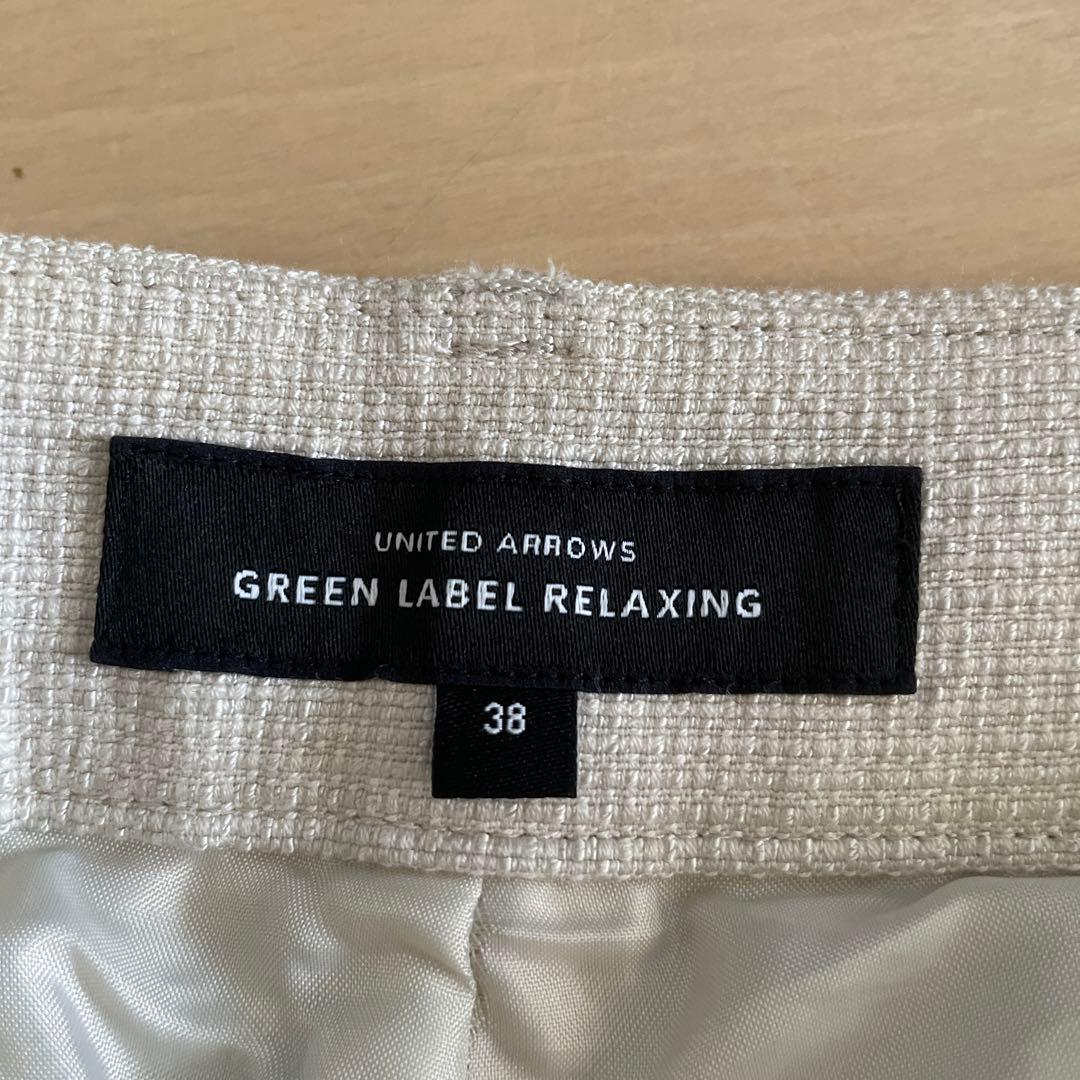 UNITED ARROWS
GREEN LABEL RELAXING
38